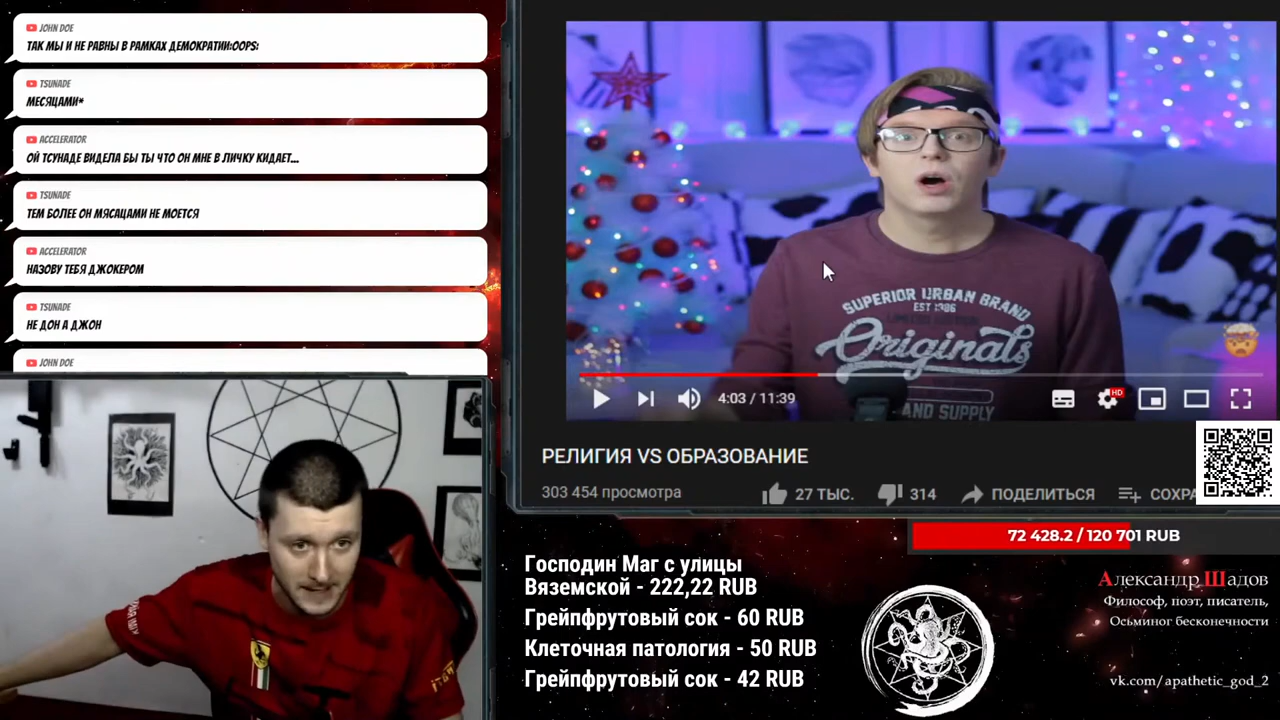 JOHN DOE
ТАК МЫ И НЕ РАВНЫ В РАМКАХ ДЕМОКРАТИИ:OOPS:
TSUNADE
МЕСЯЦАМИ*
ACCELERATOR
ОЙ ТСУНАДЕ ВИДЕЛА БЫ ТЫ ЧТО ОН МНЕ В ЛИЧКУ КИДАЕТ...
TSUNADE
ТЕМ БОЛЕЕ ОН МЯСАЦАМИ НЕ МОЕТСЯ
ACCELERATOR
НАЗОВУ ТЕБЯ ДЖОКЕРОМ
TSUNADE
НЕ ДОН А ДЖОН
JOHN DOE
SUPERIOR URBAN BRAND
EST 1986
LIMITED EDITION
Originals
AND SUPPLY
4:03 / 11:39
HD
РЕЛИГИЯ VS ОБРАЗОВАНИЕ
303 454 просмотра
27 ТЫС.
314
ПОДЕЛИТЬСЯ
СОХРА
72 428.2 / 120 701 RUB
Господин Маг с улицы
Вяземской - 222,22 RUB
Грейпфрутовый сок - 60 RUB
Клеточная патология - 50 RUB
Грейпфрутовый сок - 42 RUB
Александр Шадов
Философ, поэт, писатель,
Осьминог бесконечности
vk.com/apathetic_god_2